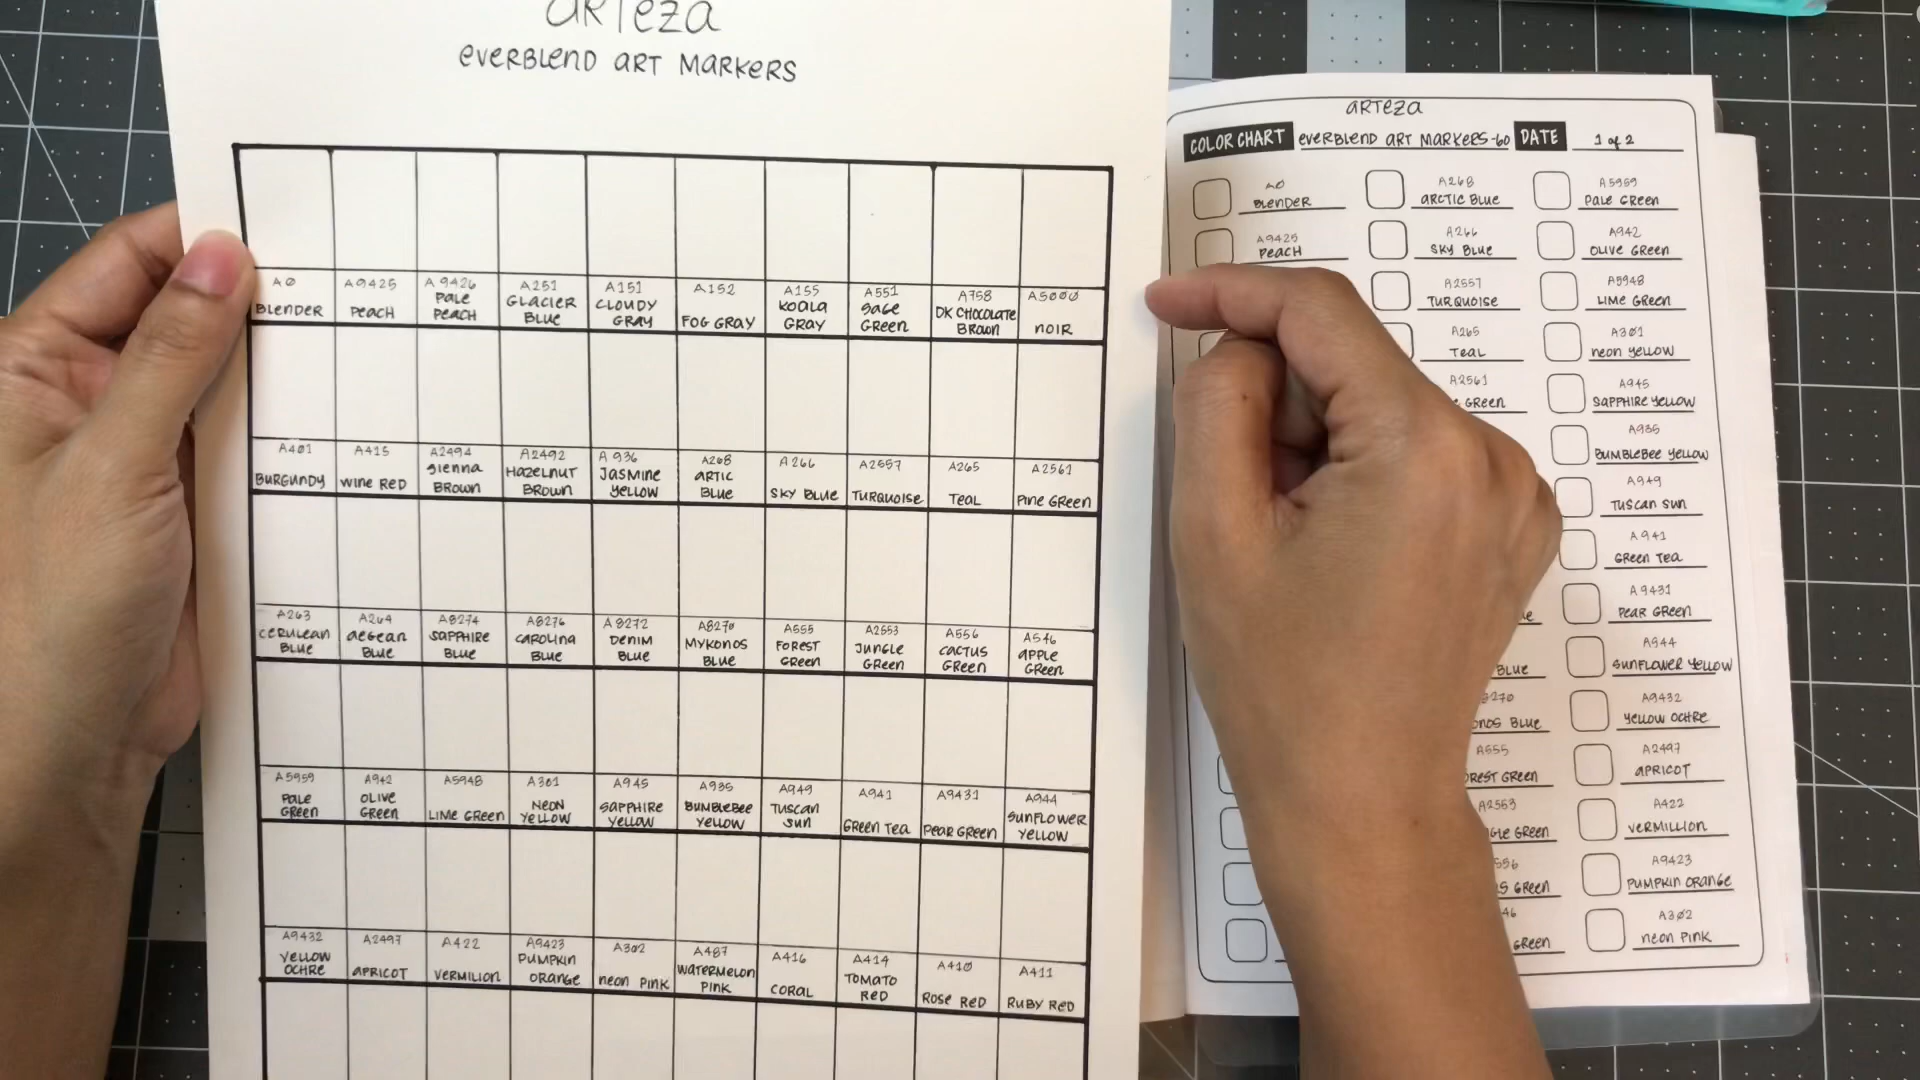 arteza
everblend art markers
A0 A9425 A9426 A251 A151 A152 A155 A551 A758 A5000
Blender Peach Pale Peach Glacier Blue Cloudy Gray Fog Gray Koala Gray Sage Green DK Chocolate Brown Noir
A401 A415 A2494 A2492 A936 A268 A266 A2557 A265 A2561
Burgundy Wine Red Sienna Brown Hazelnut Brown Jasmine Yellow Artic Blue Sky Blue Turquoise Teal Pine Green
A263 A264 A8274 A8276 A8272 A8270 A555 A2553 A556 A546
Cerulean Blue Aegean Blue Sapphire Blue Carolina Blue Denim Blue Mykonos Blue Forest Green Jungle Green Cactus Green Apple Green
A5959 A942 A5948 A301 A945 A935 A949 A941 A9431 A944
Pale Green Olive Green Lime Green Neon Yellow Sapphire Yellow Bumblebee Yellow Tuscan Sun Green Tea Pear Green Sunflower Yellow
A9432 A2497 A422 A9423 A302 A487 A416 A414 A410 A411
Yellow Ochre Apricot Vermilion Pumpkin Orange Neon Pink Watermelon Pink Coral Tomato Red Rose Red Ruby Red
arteza
COLOR CHART everblend art markers-60 DATE 1 of 2
A0
Blender
A9425
Peach
A268
Arctic Blue
A266
Sky Blue
A2557
Turquoise
A265
Teal
A2561
Green
Blue
Blue
A555
Green
A2553
Green
Green
Green
A5959
Pale Green
A942
Olive Green
A5948
Lime Green
A301
Neon Yellow
A945
Sapphire Yellow
A935
Bumblebee Yellow
A949
Tuscan Sun
A941
Green Tea
A9431
Pear Green
A944
Sunflower Yellow
A9432
Yellow Ochre
A2497
Apricot
A422
Vermillion
A9423
Pumpkin Orange
A302
Neon Pink